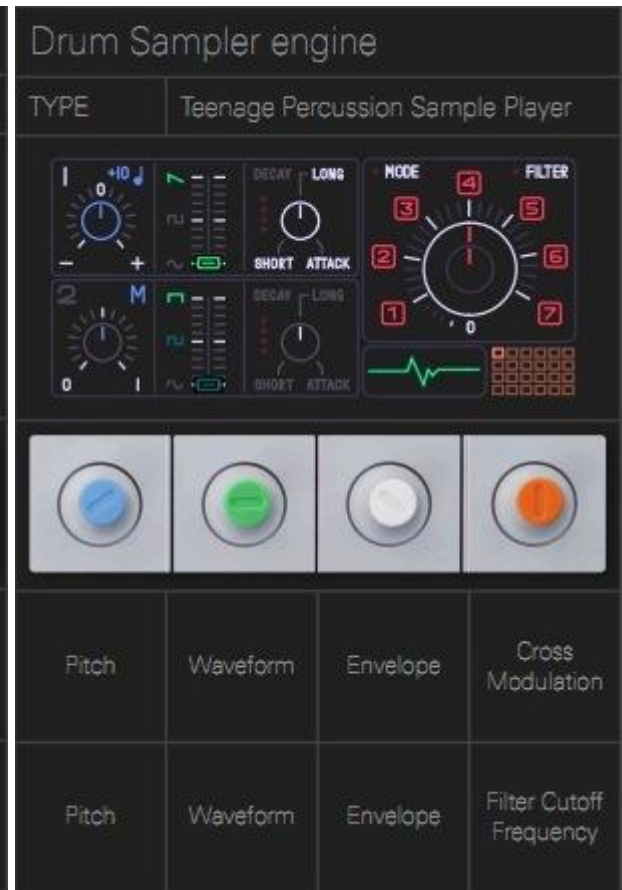 Drum Sampler engine
TYPE Teenage Percussion Sample Player
1 +10 DECAY LONG MODE 4 FILTER
0 3 5
- + SHORT ATTACK 2 6
2 M DECAY LONG 1 7
0
0 1 SHORT ATTACK
Pitch Waveform Envelope Cross
Modulation
Pitch Waveform Envelope Filter Cutoff
Frequency